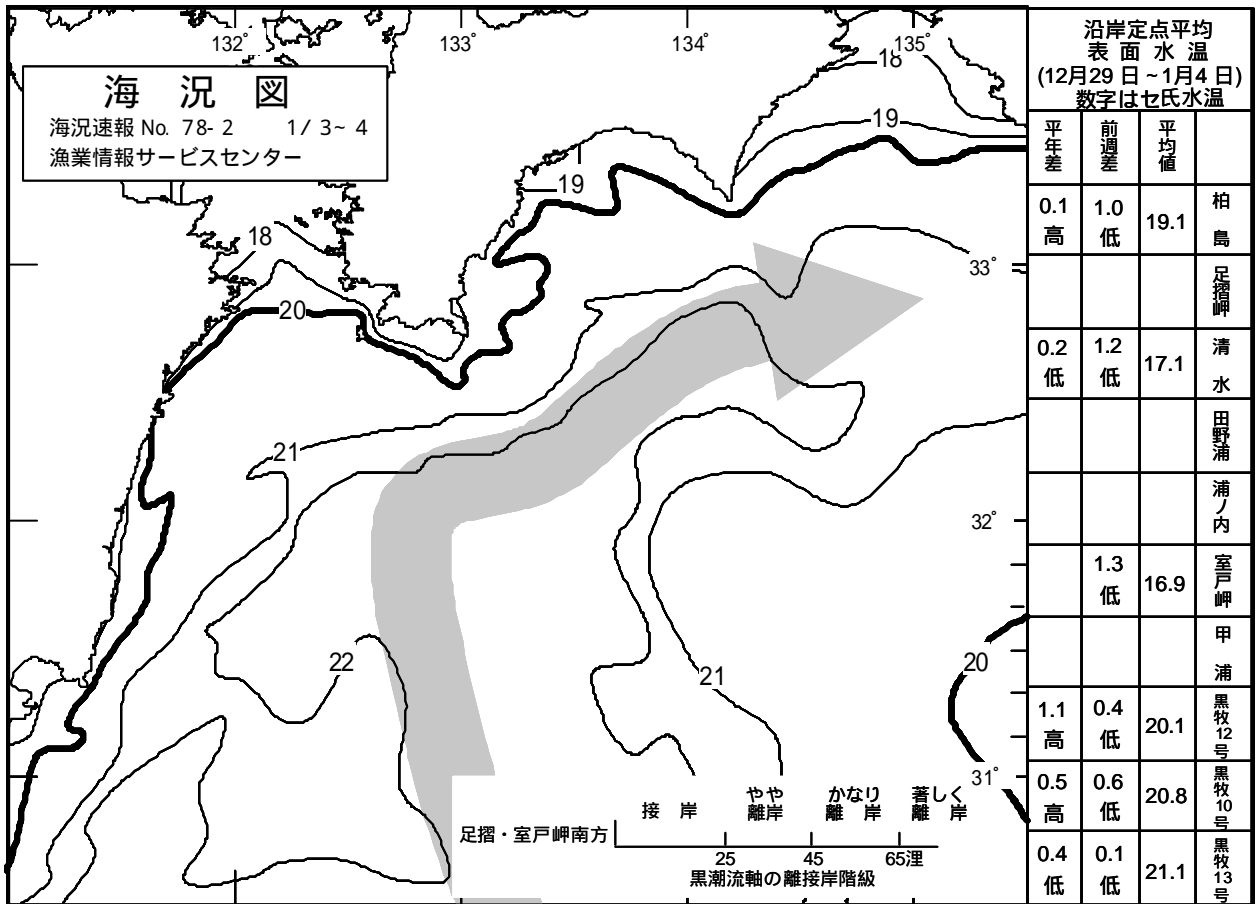 132°
133°
134°
135°
海 況 図
海況速報 No. 78-2 1/3~4
漁業情報サービスセンター
18
19
19
18
20
33°
21
32°
22
21
20
31°
接 岸
やや離岸
かなり離岸
著しく離岸
足摺・室戸岬南方
25 45 65浬
黒潮流軸の離接岸階級
沿岸定点平均
表面水温
(12月29日~1月4日)
数字はセ氏水温
平年差 前週差 平均値
0.1高 1.0低 19.1 柏島
足摺岬
0.2低 1.2低 17.1 清水
田野浦
浦ノ内
1.3低 16.9 室戸岬
甲浦
1.1高 0.4低 20.1 黒牧12号
0.5高 0.6低 20.8 黒牧10号
0.4低 0.1低 21.1 黒牧13号